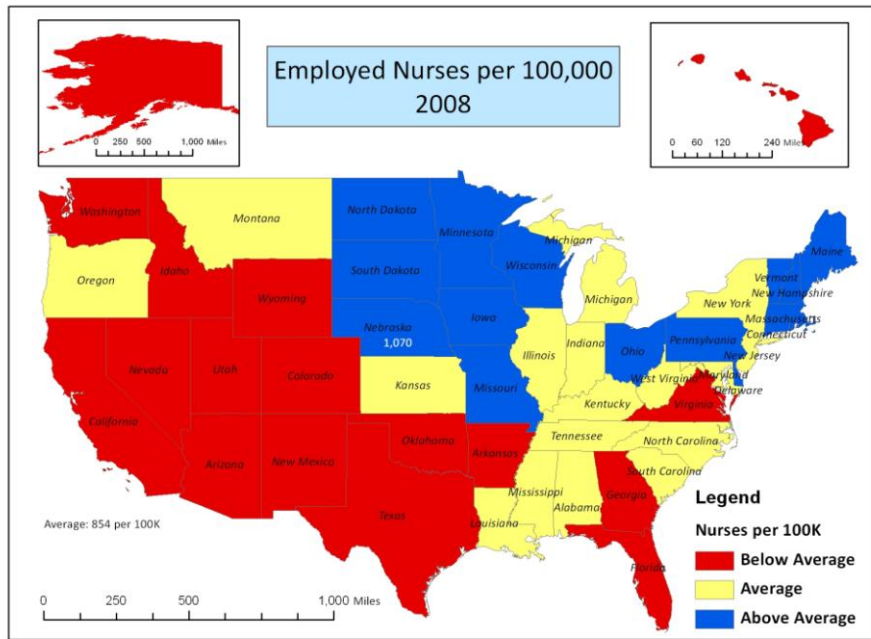 Employed Nurses per 100,000
2008
0 250 500 1,000 Miles
0 60 120 240 Miles
Washington
Montana
North Dakota
Minnesota
Michigan
Maine
Oregon
Idaho
Wisconsin
Vermont
New Hampshire
South Dakota
Michigan
New York
Massachusetts
Wyoming
Connecticut
Nebraska
1,070
Iowa
Pennsylvania
Ohio
Illinois
Indiana
New Jersey
Nevada
Utah
Colorado
Kansas
Missouri
West Virginia
Maryland
Delaware
Kentucky
Virginia
California
Oklahoma
Arkansas
Tennessee
North Carolina
Arizona
New Mexico
South Carolina
Mississippi
Alabama
Georgia
Texas
Louisiana
Florida
Average: 854 per 100K
0 250 500 1,000 Miles
Legend
Nurses per 100K
Below Average
Average
Above Average